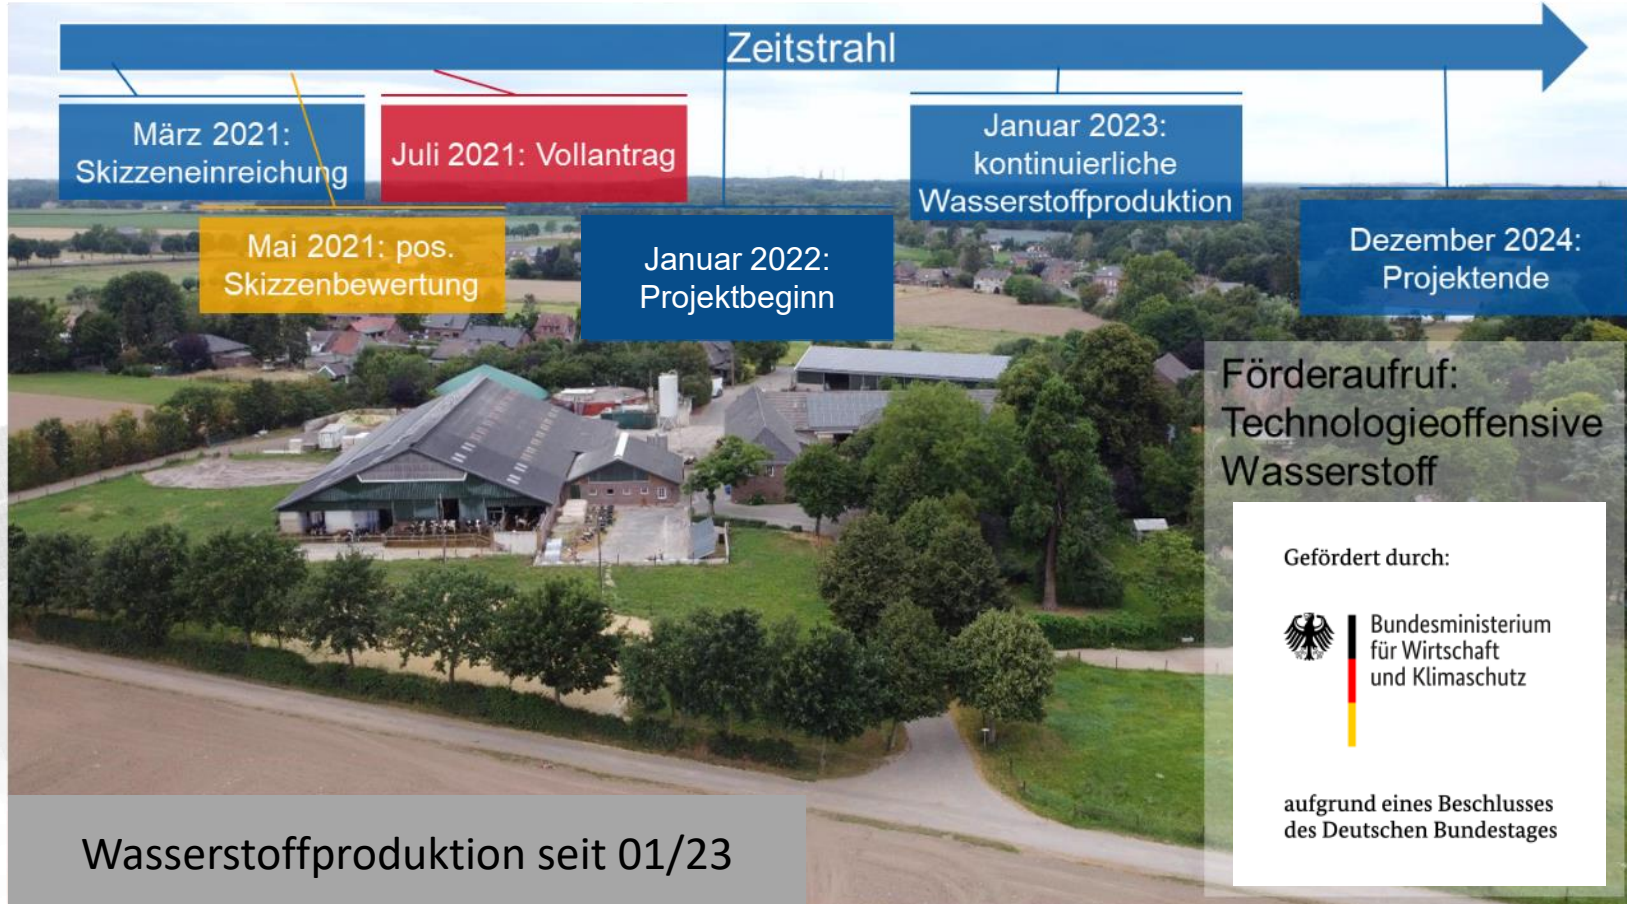 Zeitstrahl
März 2021:
Skizzeneinreichung
Mai 2021: pos.
Skizzenbewertung
Juli 2021: Vollantrag
Januar 2022:
Projektbeginn
Januar 2023:
kontinuierliche
Wasserstoffproduktion
Dezember 2024:
Projektende
Förderaufruf:
Technologieoffensive
Wasserstoff
Gefördert durch:
Bundesministerium
für Wirtschaft
und Klimaschutz
aufgrund eines Beschlusses
des Deutschen Bundestages
Wasserstoffproduktion seit 01/23